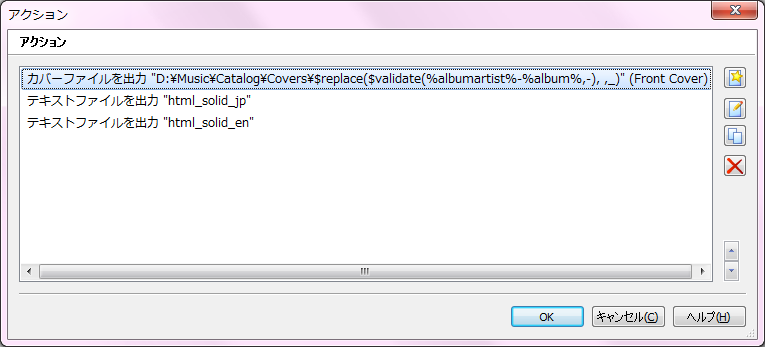 アクション
アクション
カバーファイルを出力 "D:¥Music¥Catalog¥Covers¥$replace($validate(%albumartist%-%album%,-), ,_)" (Front Cover)
テキストファイルを出力 "html_solid_jp"
テキストファイルを出力 "html_solid_en"
OK キャンセル(C) ヘルプ(H)